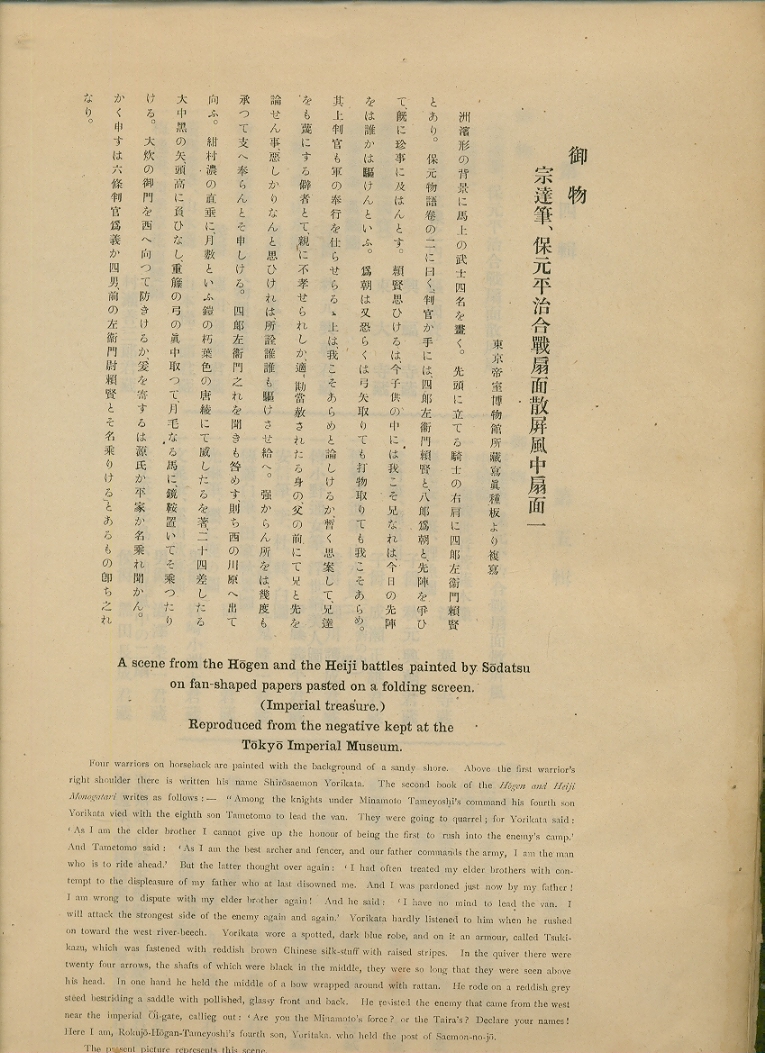 御物
宗達筆、保元平治合戰扇面散屏風中扇面一
東京帝室博物館所藏寫眞種板より複寫
洲濱形の背景に馬上の武士四名を畫く。先頭に立てる騎士の右肩に四郎左衞門頼賢
とあり。保元物語卷の二に曰く、判官か手には、四郎左衞門頼賢と、八郎爲朝と、先陣を爭ひ
て、既に珍事に及はんとす。頼賢思ひけるは、今子供の中には我こそ兄なれは、今日の先陣
をは誰かは驅けんといふ。爲朝は又恐らくは弓矢取りても打物取りても我こそあらめ。
其上判官も軍の奉行を仕らせらるゝ上は、我こそあらめと論しけるか、暫く思案して、兄達
をも蔑にする僻者とて、親に不孝せられしか、適〻勘當赦されたる身の、父の前にて兄と先を
論せん事、惡しかりなんと思ひけれは、所詮誰誰も驅けさせ給へ。强からん所をは、幾度も
承つて支へ奉らんとそ申しける。四郎左衞門之れを聞きも咎めす、則ち西の川原へ出て
向ふ。紺村濃の直垂に、月數といふ鎧の朽葉色の唐綾にて威したるを著、二十四差したる
大中黑の矢、頭高に負ひなし、重籐の弓の眞中取つて、月毛なる馬に、鏡鞍置いてそ乘つたり
ける。大炊の御門を西へ向つて防きけるか、爰を寄するは源氏か平家か名乘れ聞かん。
かく申すは六條判官爲義か四男、前の左衞門尉頼賢とそ名乘りける」とあるもの卽ち之れ
なり。
A scene from the Hōgen and the Heiji battles painted by Sōdatsu
on fan-shaped papers pasted on a folding screen.
(Imperial treasure.)
Reproduced from the negative kept at the
Tōkyō Imperial Museum.
Four warriors on horseback are painted with the background of a sandy shore. Above the first warrior's
right shoulder there is written his name Shirōsaemon Yorikata. The second book of the Hōgen and Heiji
Monogatari writes as follows:— "Among the knights under Minamoto Tameyoshi's command his fourth son
Yorikata vied with the eighth son Tametomo to lead the van. They were going to quarrel; for Yorikata said:
'As I am the elder brother I cannot give up the honour of being the first to rush into the enemy's camp.'
And Tametomo said: 'As I am the best archer and fencer, and our father commands the army, I am the man
who is to ride ahead.' But the latter thought over again: 'I had often treated my elder brothers with con-
tempt to the displeasure of my father who at last disowned me. And I was pardoned just now by my father!
I am wrong to dispute with my elder brother again! And he said: 'I have no mind to lead the van. I
will attack the strongest side of the enemy again and again.' Yorikata hardly listened to him when he rushed
on toward the west river-beech. Yorikata wore a spotted, dark blue robe, and on it an armour, called Tsuki-
kazu, which was fastened with reddish brown Chinese silk-stuff with raised stripes. In the quiver there were
twenty four arrows, the shafts of which were black in the middle, they were so long that they were seen above
his head. In one hand he held the middle of a bow wrapped around with rattan. He rode on a reddish grey
steed bestriding a saddle with pollished, glassy front and back. He resisted the enemy that came from the west
near the imperial Ōi-gate, callieg out: 'Are you the Minamoto's force? or the Taira's? Declare your names!
Here I am, Rokujō-Hōgan-Tameyoshi's fourth son, Yoritaka, who held the post of Saemon-no-jō.
The present picture represents this scene.